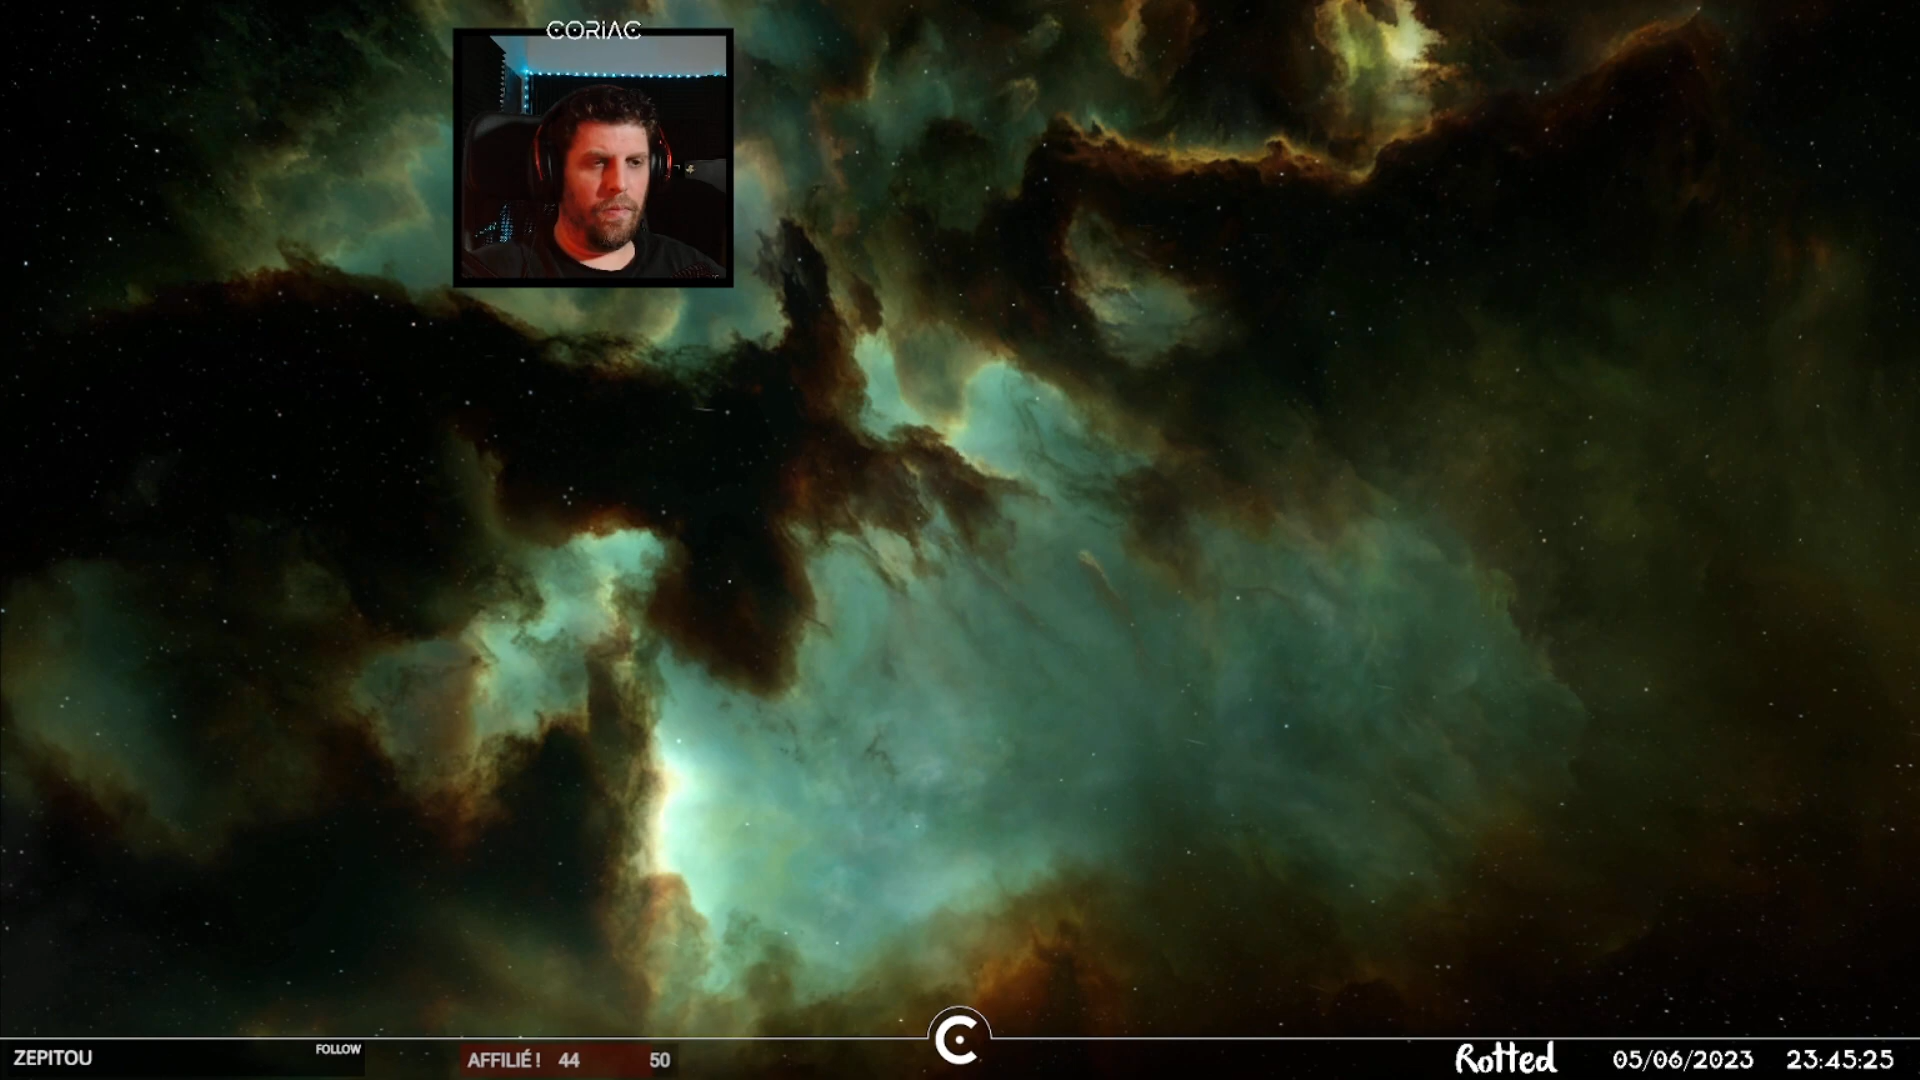 CORIAC
ZEPITOU
FOLLOW
AFFILIÉ ! 44 50
C
Rotted
05/06/2023 23:45:25